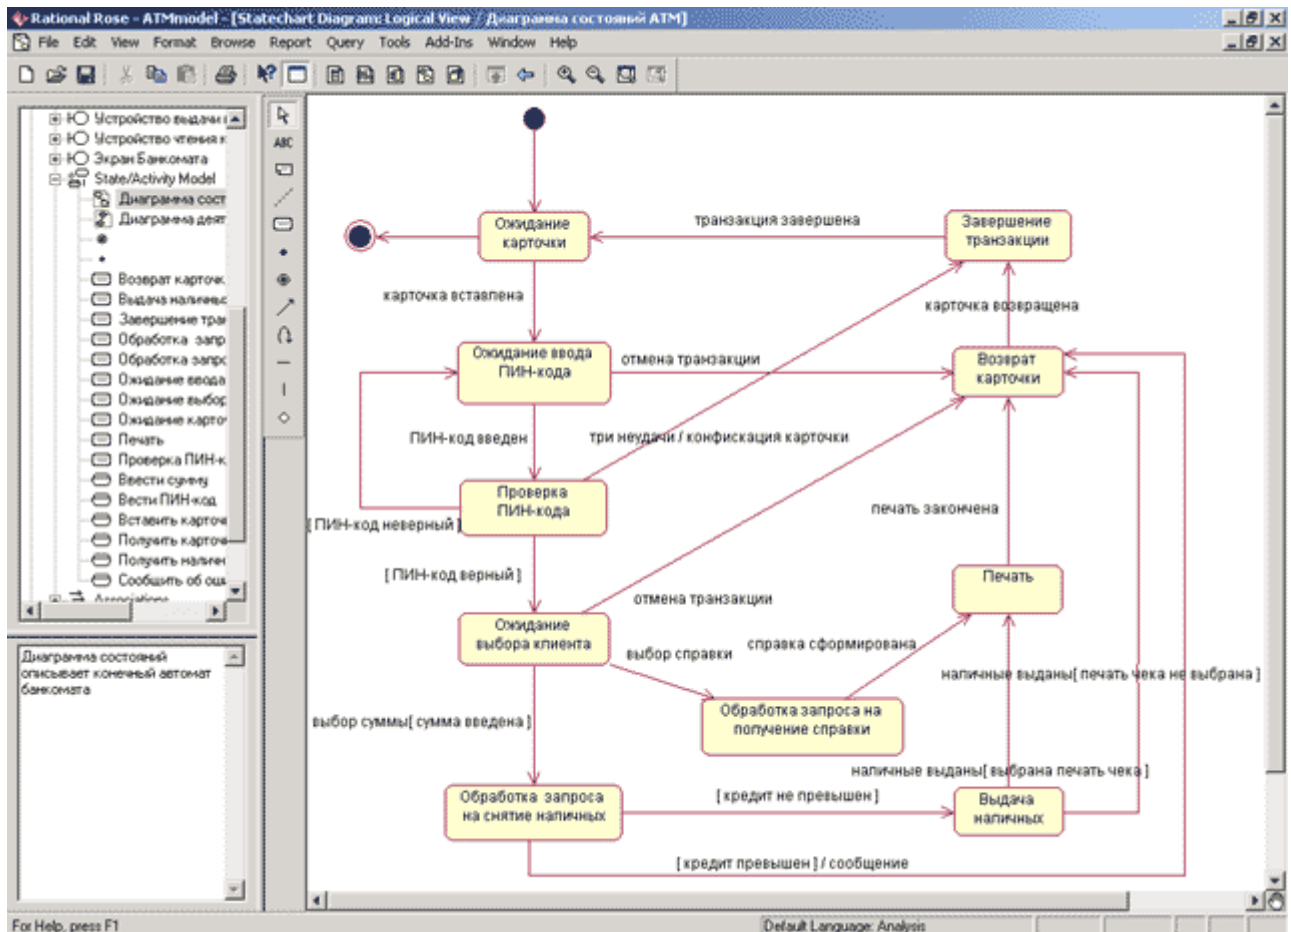 Rational Rose - ATMmodel - [Statechart Diagram: Logical View / Диаграмма состояний ATM]
File Edit View Format Browse Report Query Tools Add-Ins Window Help
Устройство выдачи
Устройство чтения к
Экран Банкомата
State/Activity Model
Диаграмма сост
Диаграмма деят
Возврат карточк
Выдача наличнь
Завершение тран
Обработка запр
Обработка запро
Ожидание ввода
Ожидание выбор
Ожидание карто
Печать
Проверка ПИН-к
Ввести сумму
Вести ПИН-код
Вставить карточ
Получить карточ
Получить наличн
Сообщить об ош
Associations
Диаграмма состояний
описывает конечный автомат
банкомата
ABC
Ожидание
карточки
транзакция завершена
Завершение
транзакции
карточка вставлена
карточка возвращена
Ожидание ввода
ПИН-кода
отмена транзакции
Возврат
карточки
ПИН-код введен
три неудачи / конфискация карточки
Проверка
ПИН-кода
[ ПИН-код неверный ]
печать закончена
[ ПИН-код верный ]
Печать
отмена транзакции
Ожидание
выбора клиента
выбор справки
справка сформирована
наличные выданы[ печать чека не выбрана ]
Обработка запроса на
получение справки
выбор суммы[ сумма введена ]
наличные выданы[ выбрана печать чека ]
Обработка запроса
на снятие наличных
[ кредит не превышен ]
Выдача
наличных
[ кредит превышен ] / сообщение
For Help, press F1
Default Language: Analysis